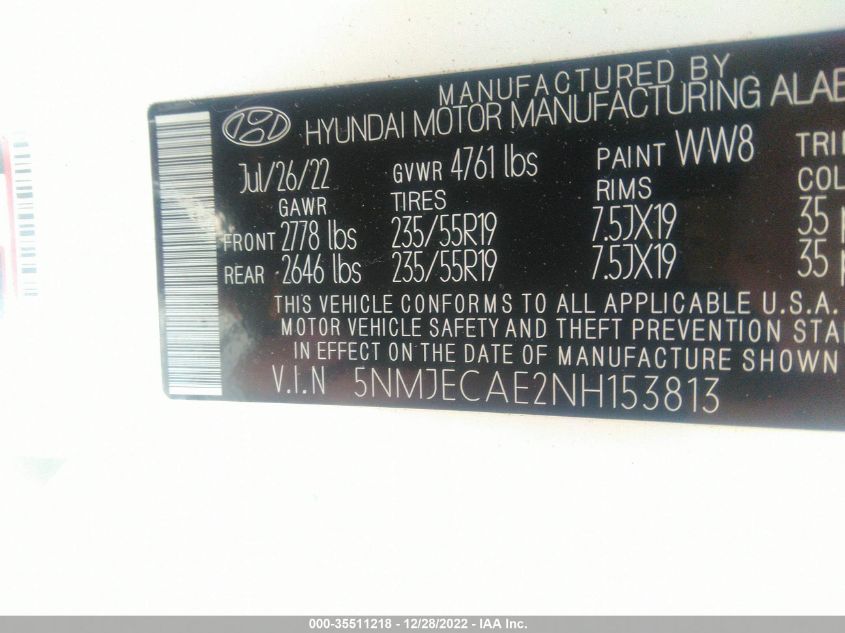 MANUFACTURED BY
HYUNDAI MOTOR MANUFACTURING ALAB
Jul/26/22 GVWR 4761 lbs PAINT WW8 TRI
GAWR TIRES RIMS COL
FRONT 2778 lbs 235/55R19 7.5JX19 35
REAR 2646 lbs 235/55R19 7.5JX19 35
THIS VEHICLE CONFORMS TO ALL APPLICABLE U.S.A.
MOTOR VEHICLE SAFETY AND THEFT PREVENTION STA
IN EFFECT ON THE DATE OF MANUFACTURE SHOWN
V.I.N 5NMJECAE2NH153813
000-35511218 - 12/28/2022 - IAA Inc.